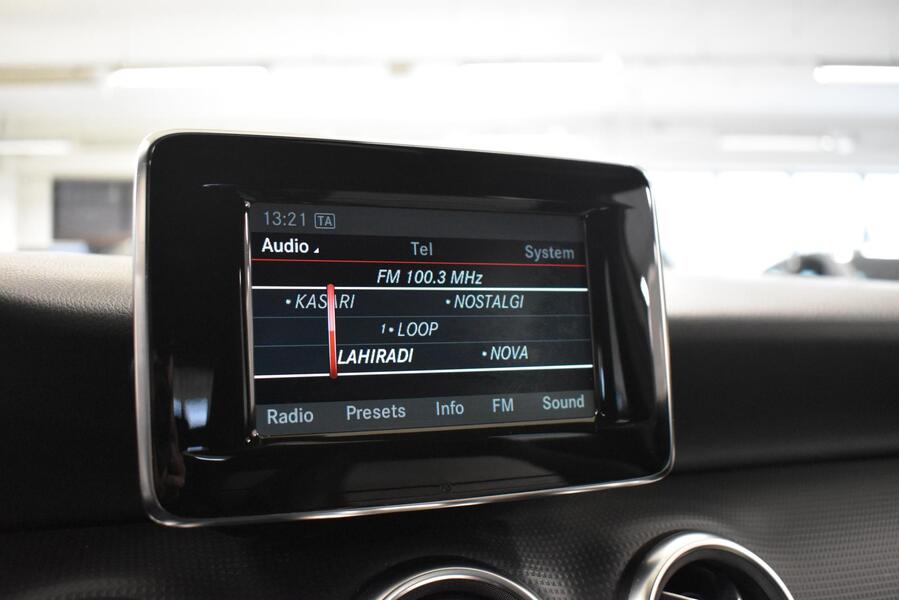 13:21 TA
Audio Tel System
FM 100.3 MHz
• KASARI • NOSTALGI
1 • LOOP
LAHIRADI • NOVA
Radio Presets Info FM Sound